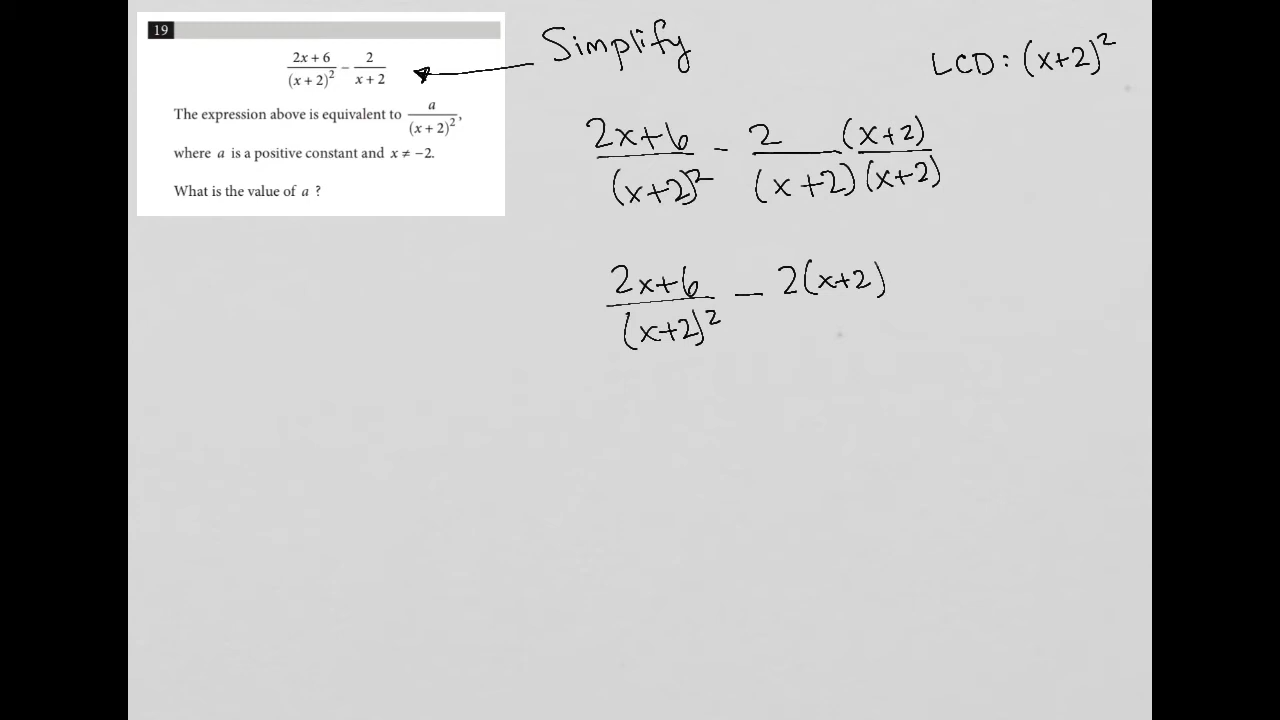 19
2x + 6 / (x + 2)² − 2 / x + 2
The expression above is equivalent to a / (x + 2)²,
where a is a positive constant and x ≠ −2.
What is the value of a ?
Simplify
LCD: (x+2)²
2x+6 / (x+2)² − 2 (x+2) / (x+2)(x+2)
2x+6 / (x+2)² − 2(x+2)